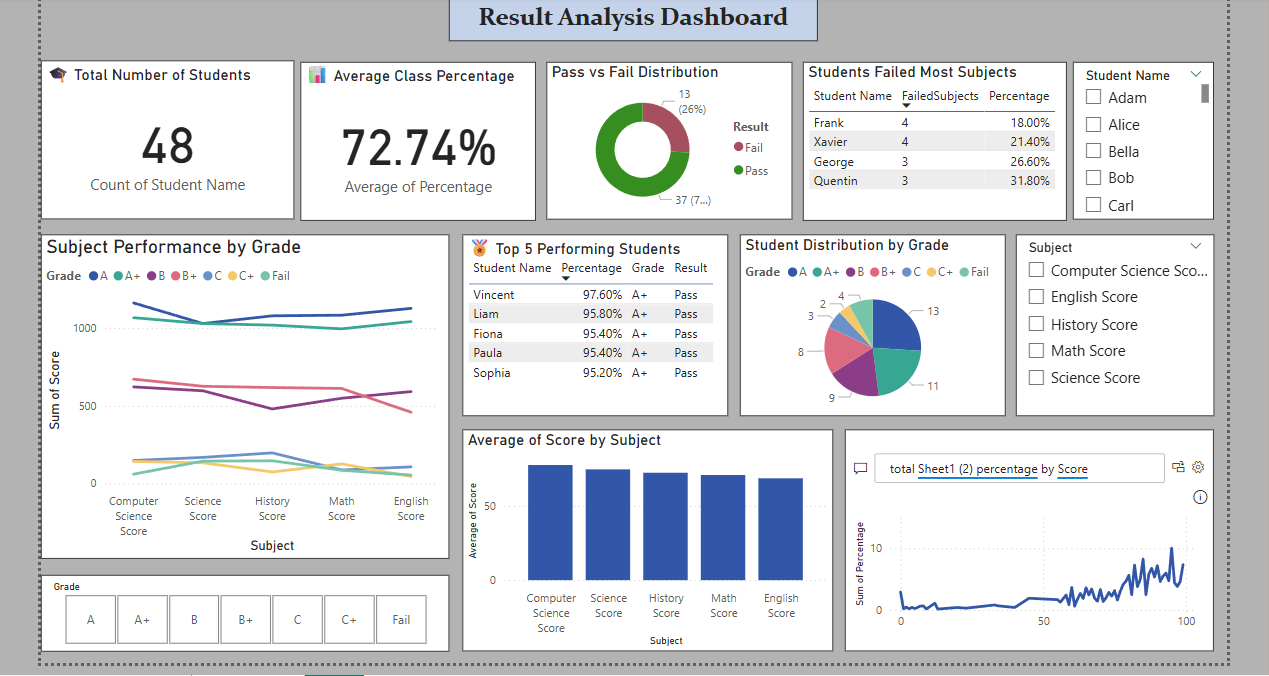 Result Analysis Dashboard
Total Number of Students
48
Count of Student Name
Average Class Percentage
72.74%
Average of Percentage
Pass vs Fail Distribution
13
(26%)
37 (7...)
Result
Fail
Pass
Students Failed Most Subjects
Student Name FailedSubjects Percentage
Frank 4 18.00%
Xavier 4 21.40%
George 3 26.60%
Quentin 3 31.80%
Student Name
Adam
Alice
Bella
Bob
Carl
Subject Performance by Grade
Grade A A+ B B+ C C+ Fail
Sum of Score
1000
500
0
Computer Science Score
Science Score
History Score
Math Score
English Score
Subject
Top 5 Performing Students
Student Name Percentage Grade Result
Vincent 97.60% A+ Pass
Liam 95.80% A+ Pass
Fiona 95.40% A+ Pass
Paula 95.40% A+ Pass
Sophia 95.20% A+ Pass
Student Distribution by Grade
Grade A A+ B B+ C C+ Fail
4
2
3
8
9
11
13
Subject
Computer Science Sco...
English Score
History Score
Math Score
Science Score
Average of Score by Subject
Average of Score
50
0
Computer Science Score
Science Score
History Score
Math Score
English Score
Subject
total Sheet1 (2) percentage by Score
Sum of Percentage
10
0
0 50 100
Grade
A A+ B B+ C C+ Fail